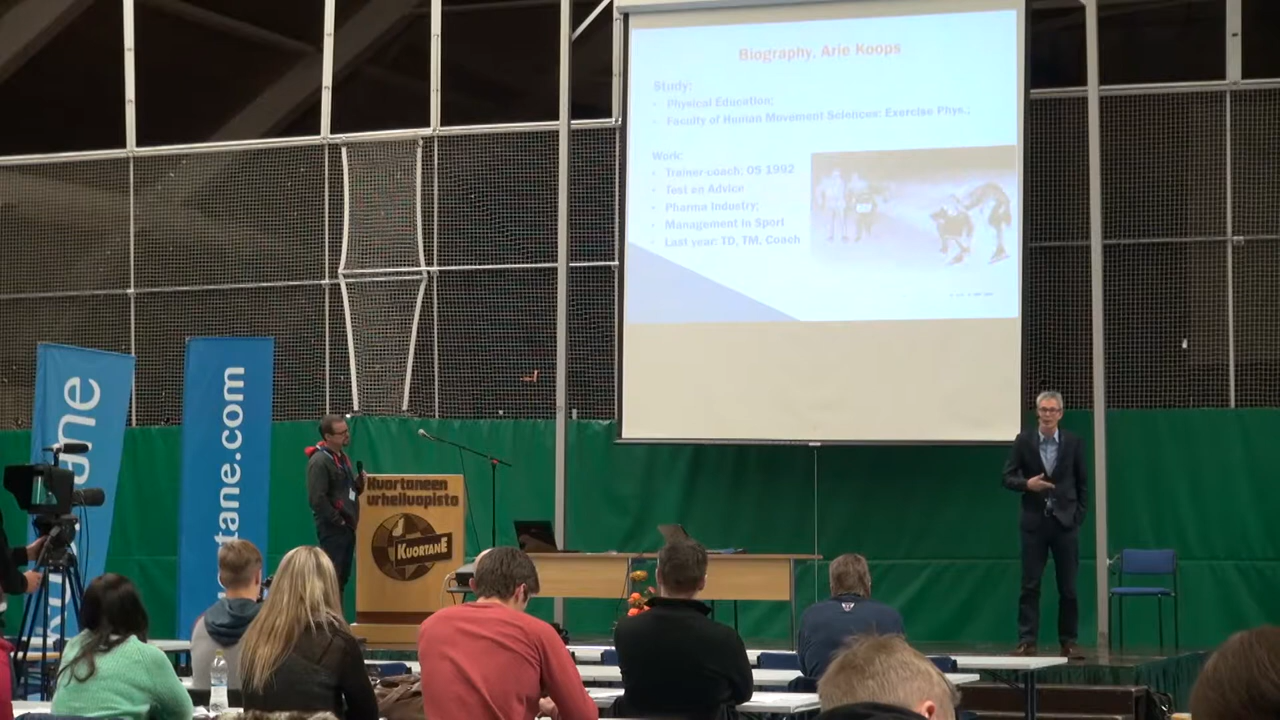 Biography, Arie Koops
Study:
• Physical Education;
• Faculty of Human Movement Sciences: Exercise Phys.;
Work:
• Trainer-coach, OS 1992
• Test en Advice
• Pharma Industry;
• Management in Sport
• Last year: TD, TM, Coach
ane
tane.com
Kuortaneen
urheiluopisto
KUORTANE